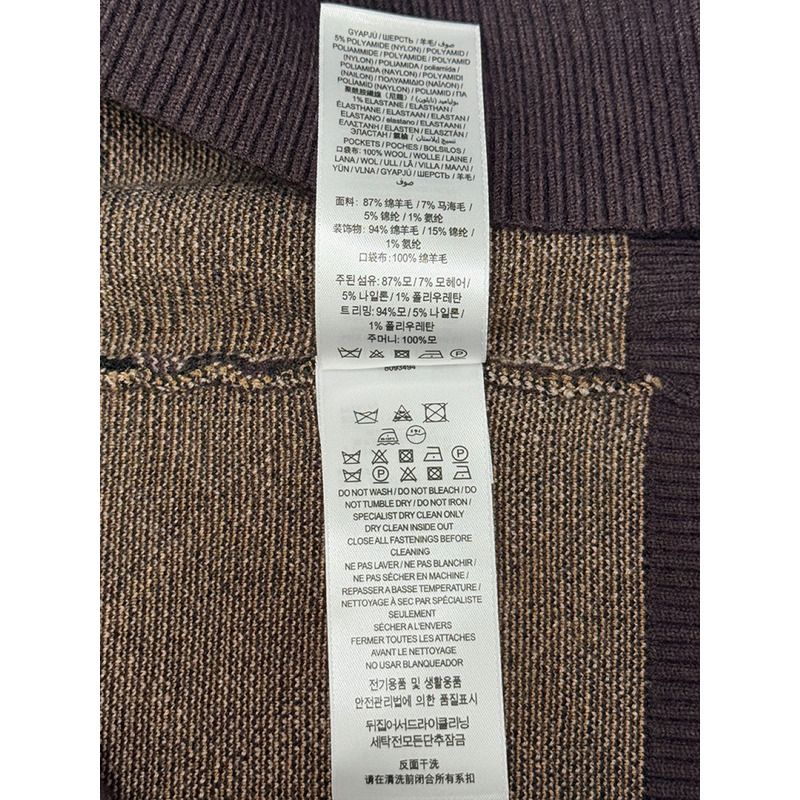 GYAPJÚ / ШЕРСТЬ / 羊毛 / صوف
5% POLYAMIDE (NYLON) / POLYAMID /
POLIAMMIDE / POLYAMIDE / POLYAMID
(NYLON) / POLIAMIDA / poliamida /
POLIAMIDA (NAYLON) / POLYAMIDI
(NAILON) / ΠΟΛΥΑΜΙΔΙΟ (ΝΑΪΛΟΝ) /
POLIAMÍD (NAYLON) / POLIAMID / ПА
聚酰胺纖維（尼龍） / بوليأميد (نايلون)
1% ELASTANE / ELASTHAN /
ÉLASTHANE / ELASTAAN / ELASTAN /
ELASTANO / elastano / ELASTAANI /
ΕΛΑΣΤΑΝΗ / ELASTEN / ELASZTÁN /
ЭЛАСТАН / 氨綸 / نسيج إيلاستان
POCKETS / POCHES / BOLSILOS /
口袋布: 100% WOOL / WOLLE / LAINE /
LANA / WOL / ULL / LÃ / VILLA / ΜΑΛΛΙ /
YÜN / VLNA / GYAPJÚ / ШЕРСТЬ / 羊毛 /
صوف
面料: 87% 绵羊毛 / 7% 马海毛 /
5% 锦纶 / 1% 氨纶
装饰物: 94% 绵羊毛 / 15% 锦纶 /
1% 氨纶
口袋布: 100% 绵羊毛
주된 섬유: 87%모 / 7% 모헤어 /
5% 나일론 / 1% 폴리우레탄
트리밍: 94%모 / 5% 나일론 /
1% 폴리우레탄
주머니: 100%모
8093494
DO NOT WASH / DO NOT BLEACH / DO
NOT TUMBLE DRY / DO NOT IRON /
SPECIALIST DRY CLEAN ONLY
DRY CLEAN INSIDE OUT
CLOSE ALL FASTENINGS BEFORE
CLEANING
NE PAS LAVER / NE PAS BLANCHIR /
NE PAS SÉCHER EN MACHINE /
REPASSER A BASSE TEMPERATURE /
NETTOYAGE À SEC PAR SPÉCIALISTE
SEULEMENT
SÉCHER A L'ENVERS
FERMER TOUTES LES ATTACHES
AVANT LE NETTOYAGE
NO USAR BLANQUEADOR
전기용품 및 생활용품
안전관리법에 의한 품질표시
뒤집어서드라이클리닝
세탁전모든단추잠금
反面干洗
请在清洗前闭合所有系扣